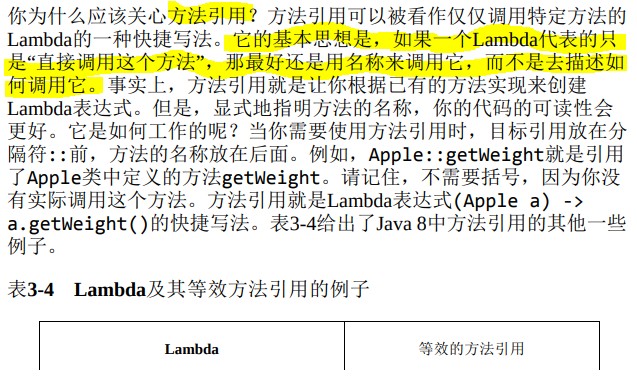 你为什么应该关心方法引用？方法引用可以被看作仅仅调用特定方法的
Lambda的一种快捷写法。它的基本思想是，如果一个Lambda代表的只
是“直接调用这个方法”，那最好还是用名称来调用它，而不是去描述如
何调用它。事实上，方法引用就是让你根据已有的方法实现来创建
Lambda表达式。但是，显式地指明方法的名称，你的代码的可读性会
更好。它是如何工作的呢？当你需要使用方法引用时，目标引用放在分
隔符::前，方法的名称放在后面。例如，Apple::getWeight就是引用
了Apple类中定义的方法getWeight。请记住，不需要括号，因为你没
有实际调用这个方法。方法引用就是Lambda表达式(Apple a) ->
a.getWeight()的快捷写法。表3-4给出了Java 8中方法引用的其他一些
例子。
表3-4 Lambda及其等效方法引用的例子
Lambda 等效的方法引用